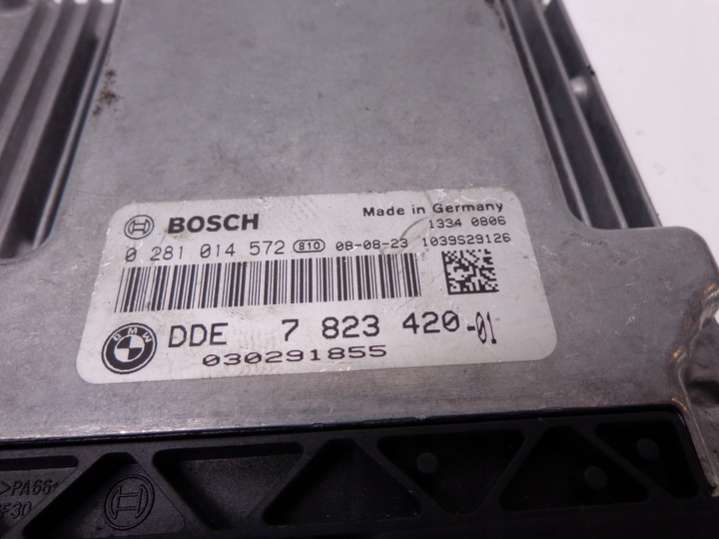 BOSCH Made in Germany
1334 0806
0 281 014 572 810 08-08-23 1039S29126
BMW DDE 7 823 420-01
030291855
>PA66+